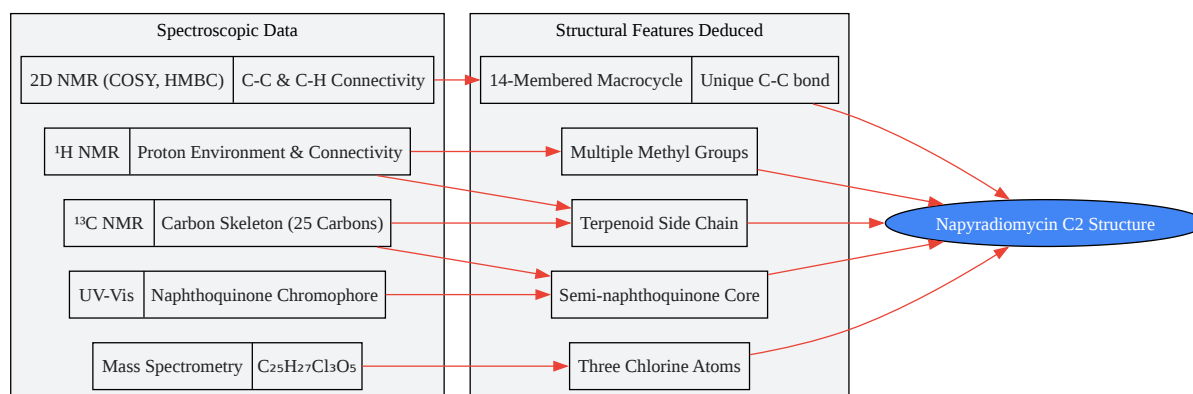 Spectroscopic Data
Structural Features Deduced
2D NMR (COSY, HMBC) C-C & C-H Connectivity
14-Membered Macrocycle Unique C-C bond
¹H NMR Proton Environment & Connectivity
Multiple Methyl Groups
¹³C NMR Carbon Skeleton (25 Carbons)
Terpenoid Side Chain
Napyradiomycin C2 Structure
UV-Vis Naphthoquinone Chromophore
Semi-naphthoquinone Core
Mass Spectrometry C₂₅H₂₇Cl₃O₅
Three Chlorine Atoms